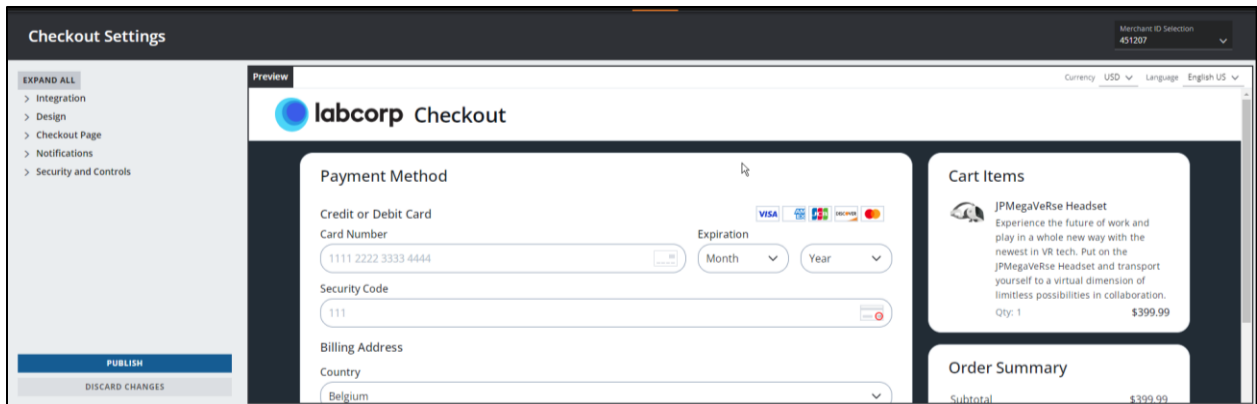 Checkout Settings
Merchant ID Selection
451207
EXPAND ALL
Integration
Design
Checkout Page
Notifications
Security and Controls
PUBLISH
DISCARD CHANGES
Preview
Currency USD Language English US
labcorp Checkout
Payment Method
Credit or Debit Card
VISA AMEX JCB DISCOVER
Card Number
Expiration
1111 2222 3333 4444
Month
Year
Security Code
111
Billing Address
Country
Belgium
Cart Items
JPMegaVeRse Headset
Experience the future of work and
play in a whole new way with the
newest in VR tech. Put on the
JPMegaVeRse Headset and transport
yourself to a virtual dimension of
limitless possibilities in collaboration.
Qty: 1 $399.99
Order Summary
Subtotal $399.99